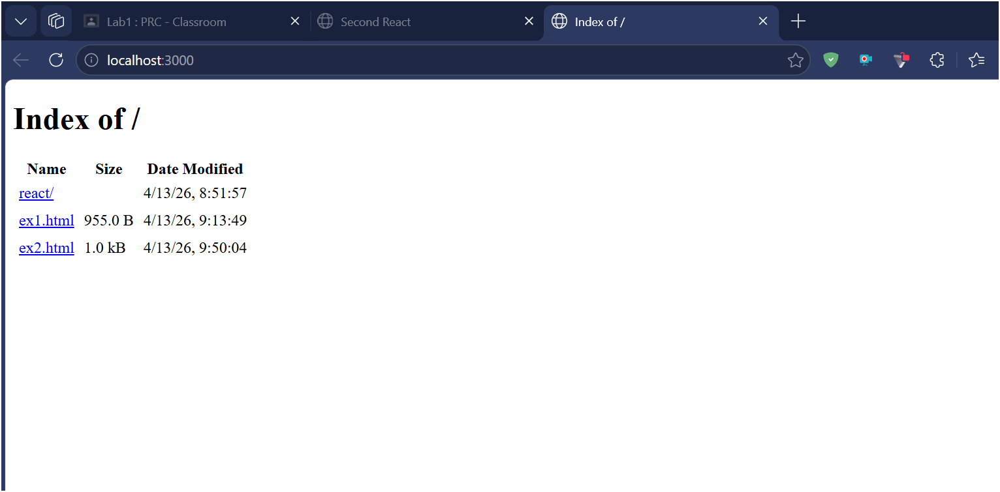 Lab1 : PRC - Classroom
Second React
Index of /
localhost:3000
Index of /
Name Size Date Modified
react/ 4/13/26, 8:51:57
ex1.html 955.0 B 4/13/26, 9:13:49
ex2.html 1.0 kB 4/13/26, 9:50:04